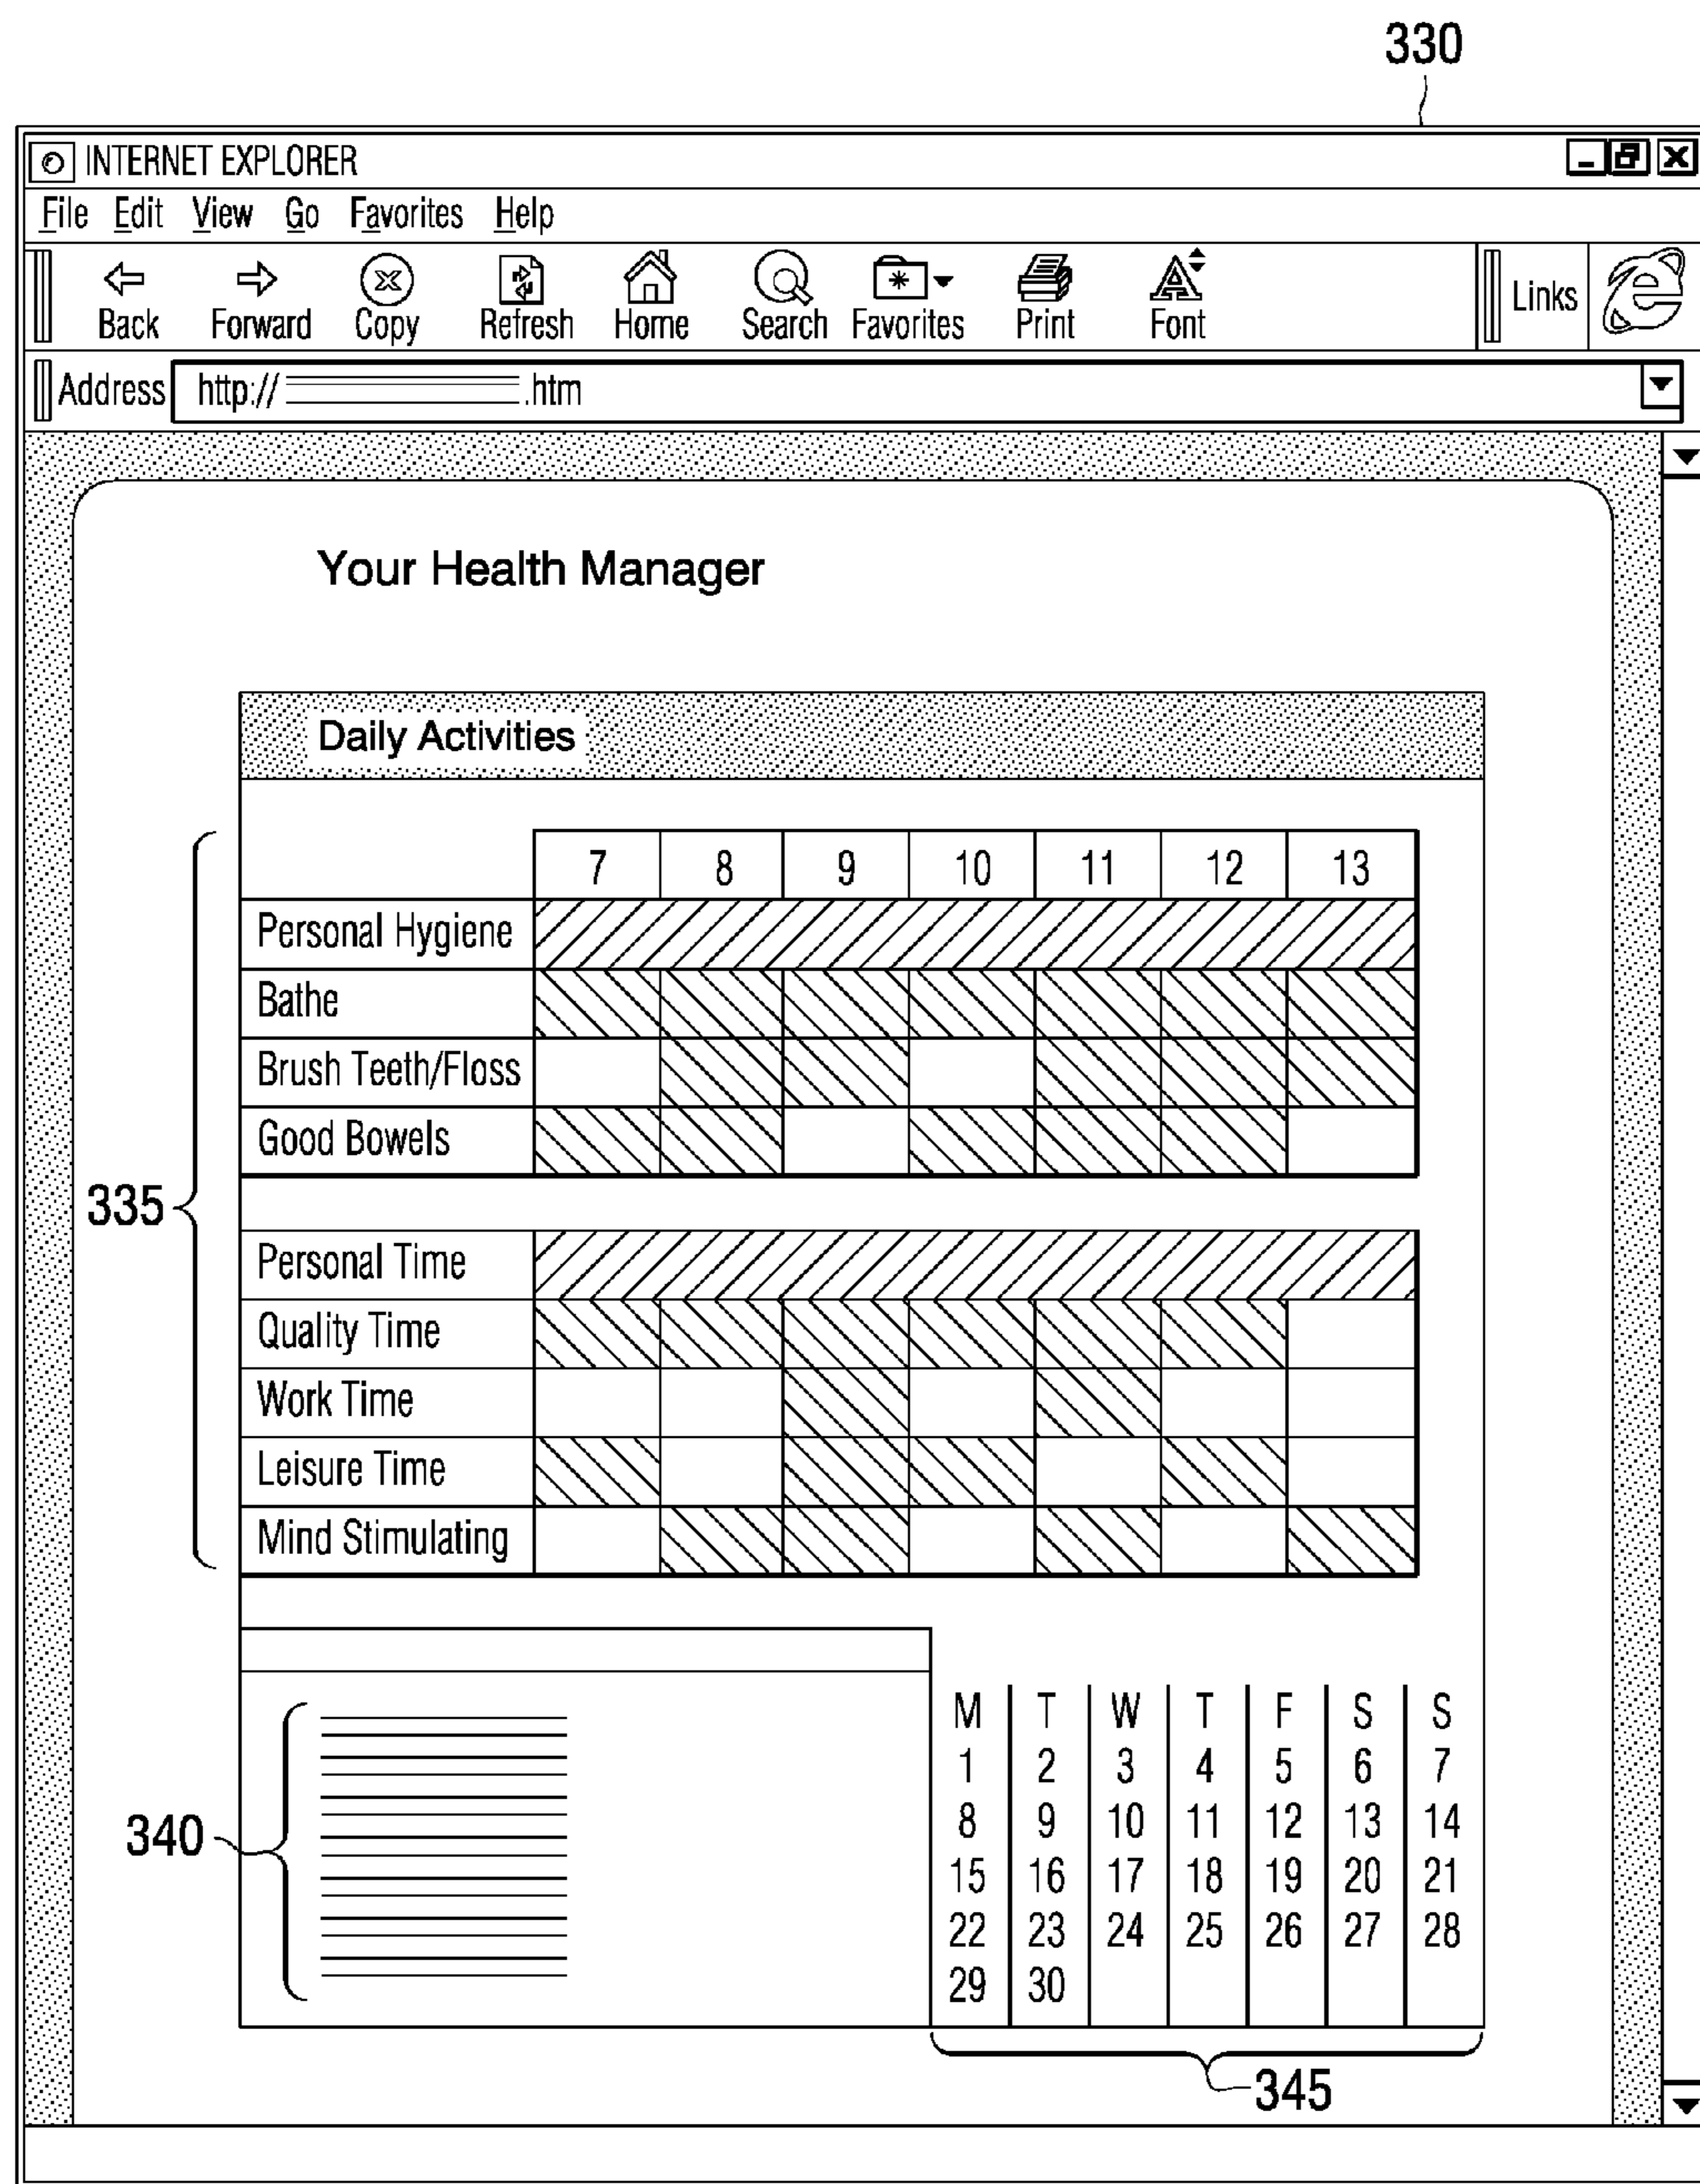 330
INTERNET EXPLORER
File Edit View Go Favorites Help
Back Forward Copy Refresh Home Search Favorites Print Font Links
Address http:// .htm
Your Health Manager
Daily Activities
7 8 9 10 11 12 13
Personal Hygiene
Bathe
Brush Teeth/Floss
Good Bowels
335
Personal Time
Quality Time
Work Time
Leisure Time
Mind Stimulating
M T W T F S S
1 2 3 4 5 6 7
8 9 10 11 12 13 14
340
15 16 17 18 19 20 21
22 23 24 25 26 27 28
29 30
345